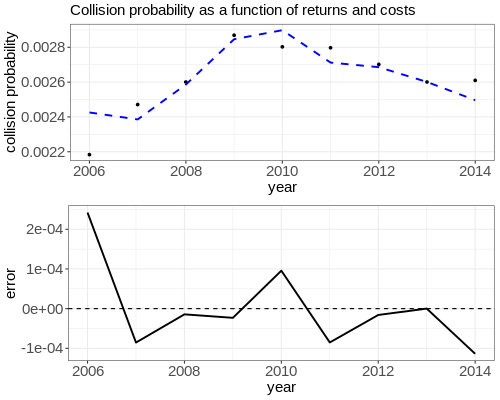 Collision probability as a function of returns and costs
collision probability
0.0028
0.0026
0.0024
0.0022
2006 2008 2010 2012 2014
year
error
2e-04
1e-04
0e+00
-1e-04
2006 2008 2010 2012 2014
year